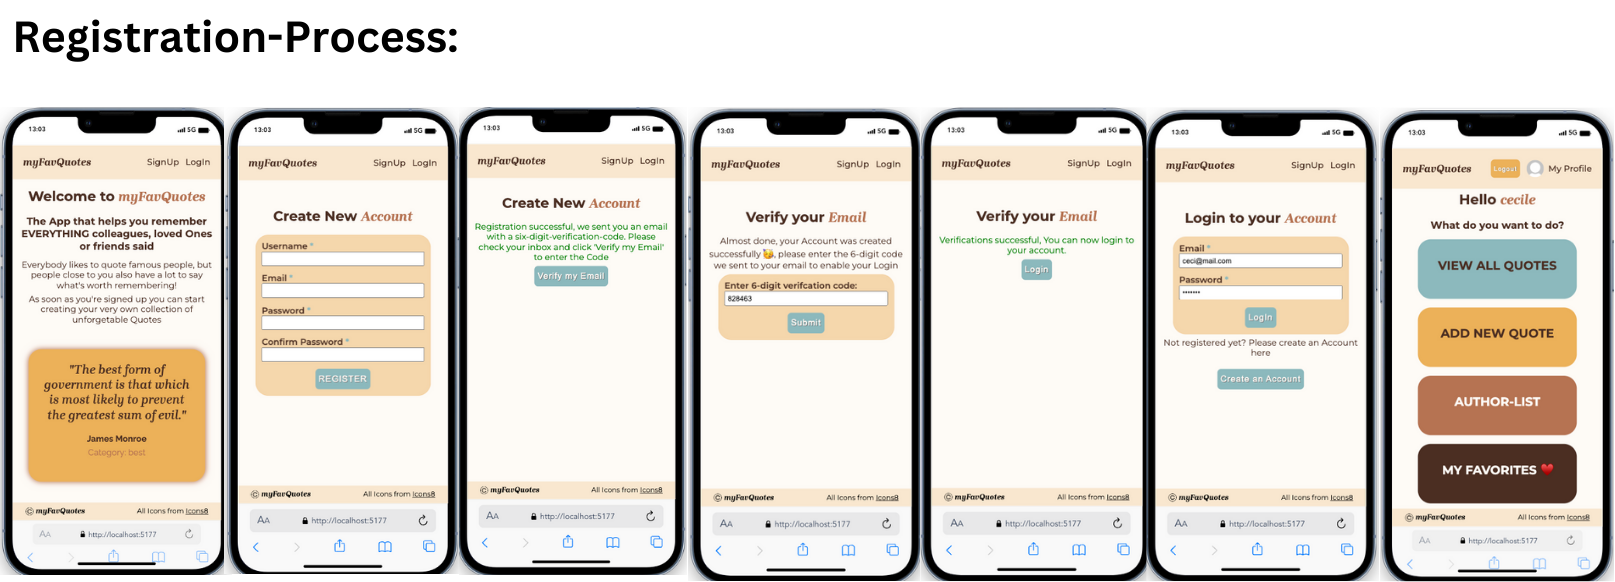 Registration-Process:
13:03
5G
myFavQuotes
SignUp LogIn
Welcome to myFavQuotes
The App that helps you remember
EVERYTHING colleagues, loved Ones
or friends said
Everybody likes to quote famous people, but
people close to you also have a lot to say
what's worth remembering!
As soon as you're signed up you can start
creating your very own collection of
unforgetable Quotes
"The best form of
government is that which
is most likely to prevent
the greatest sum of evil."
James Monroe
Category: best
© myFavQuotes
All Icons from Icons8
AA
http://localhost:5177
13:03
5G
myFavQuotes
SignUp LogIn
Create New Account
Username *
Email *
Password *
Confirm Password *
REGISTER
© myFavQuotes
All Icons from Icons8
AA
http://localhost:5177
13:03
5G
myFavQuotes
SignUp LogIn
Create New Account
Registration successful, we sent you an email
with a six-digit-verification-code. Please
check your inbox and click 'Verify my Email'
to enter the Code
Verify my Email
© myFavQuotes
All Icons from Icons8
AA
http://localhost:5177
13:03
5G
myFavQuotes
SignUp LogIn
Verify your Email
Almost done, your Account was created
successfully 🥳, please enter the 6-digit code
we sent to your email to enable your Login
Enter 6-digit verifcation code:
828463
Submit
© myFavQuotes
All Icons from Icons8
AA
http://localhost:5177
13:03
5G
myFavQuotes
SignUp LogIn
Verify your Email
Verifications successful, You can now login to
your account.
Login
© myFavQuotes
All Icons from Icons8
AA
http://localhost:5177
13:03
5G
myFavQuotes
SignUp LogIn
Login to your Account
Email *
ceci@mail.com
Password *
•••••••
LogIn
Not registered yet? Please create an Account
here
Create an Account
© myFavQuotes
All Icons from Icons8
AA
http://localhost:5177
13:03
5G
myFavQuotes
Logout
My Profile
Hello cecile
What do you want to do?
VIEW ALL QUOTES
ADD NEW QUOTE
AUTHOR-LIST
MY FAVORITES ♥
© myFavQuotes
All Icons from Icons8
AA
http://localhost:5177